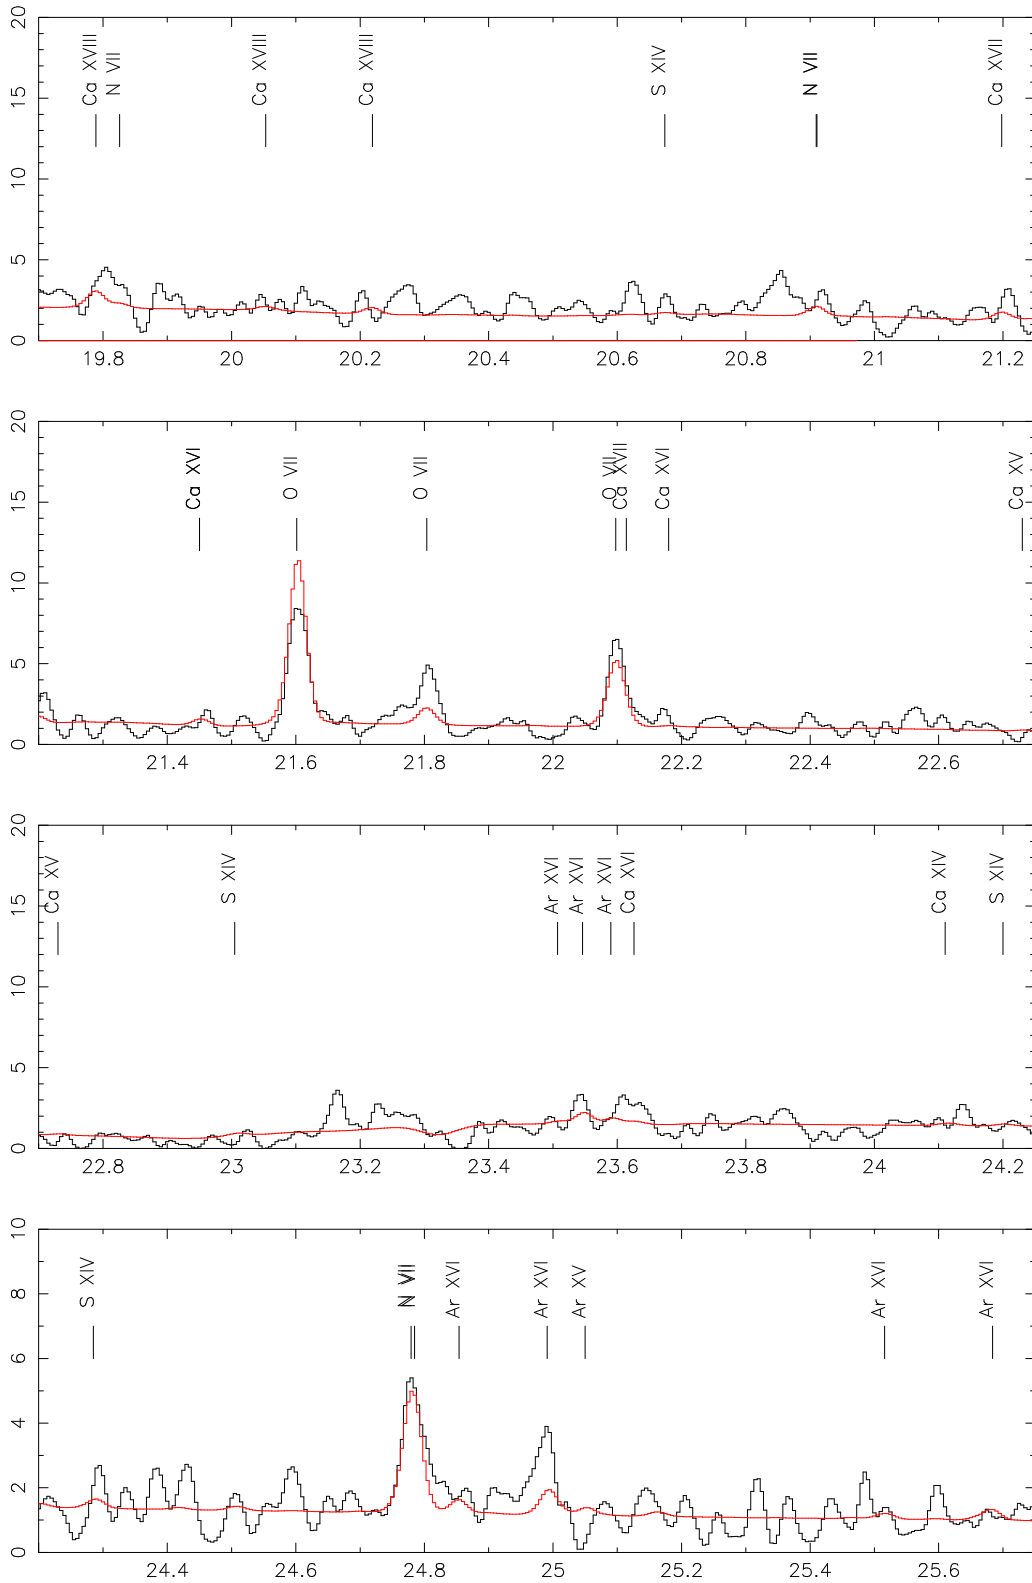 Ca XVIII
N VII
Ca XVIII
Ca XVIII
S XIV
N VII
Ca XVII
20
15
10
5
0
19.8 20 20.2 20.4 20.6 20.8 21 21.2
Ca XVI
O VII
O VII
O VII
Ca XVII
Ca XVI
Ca XV
20
15
10
5
0
21.4 21.6 21.8 22 22.2 22.4 22.6
Ca XV
S XIV
Ar XVI
Ar XVI
Ar XVI
Ca XVI
Ca XIV
S XIV
20
15
10
5
0
22.8 23 23.2 23.4 23.6 23.8 24 24.2
S XIV
N VII
N VII
Ar XVI
Ar XVI
Ar XV
Ar XVI
Ar XVI
10
8
6
4
2
0
24.4 24.6 24.8 25 25.2 25.4 25.6